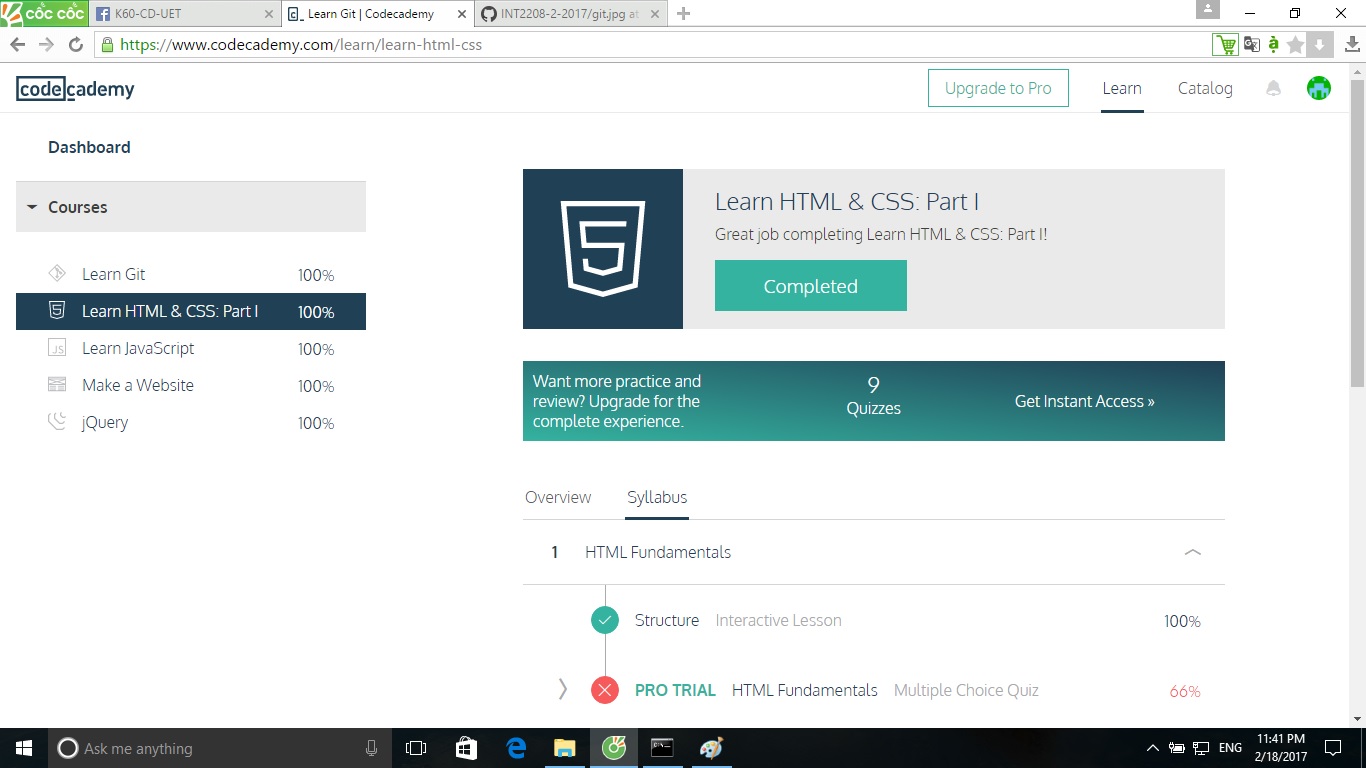 cốc cốc
K60-CD-UET
Learn Git | Codecademy
INT2208-2-2017/git.jpg at
https://www.codecademy.com/learn/learn-html-css
codecademy
Upgrade to Pro
Learn
Catalog
Dashboard
Courses
Learn Git 100%
Learn HTML & CSS: Part I 100%
JS Learn JavaScript 100%
Make a Website 100%
jQuery 100%
Learn HTML & CSS: Part I
Great job completing Learn HTML & CSS: Part I!
Completed
Want more practice and
review? Upgrade for the
complete experience.
9
Quizzes
Get Instant Access »
Overview
Syllabus
1 HTML Fundamentals
Structure Interactive Lesson 100%
PRO TRIAL HTML Fundamentals Multiple Choice Quiz 66%
Ask me anything
ENG
11:41 PM
2/18/2017